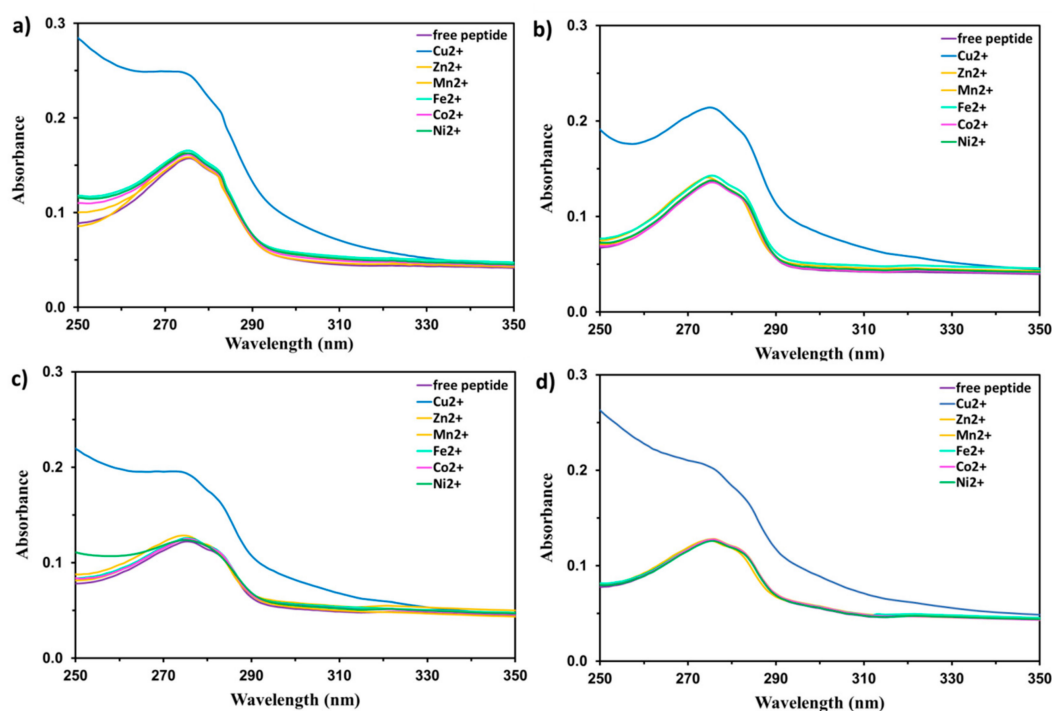 a)
0.3
0.2
0.1
0.0
Absorbance
250 270 290 310 330 350
Wavelength (nm)
free peptide
Cu2+
Zn2+
Mn2+
Fe2+
Co2+
Ni2+
b)
0.3
0.2
0.1
0.0
Absorbance
250 270 290 310 330 350
Wavelength (nm)
free peptide
Cu2+
Zn2+
Mn2+
Fe2+
Co2+
Ni2+
c)
0.3
0.2
0.1
0.0
Absorbance
250 270 290 310 330 350
Wavelength (nm)
free peptide
Cu2+
Zn2+
Mn2+
Fe2+
Co2+
Ni2+
d)
0.3
0.2
0.1
0.0
Absorbance
250 270 290 310 330 350
Wavelength (nm)
free peptide
Cu2+
Zn2+
Mn2+
Fe2+
Co2+
Ni2+